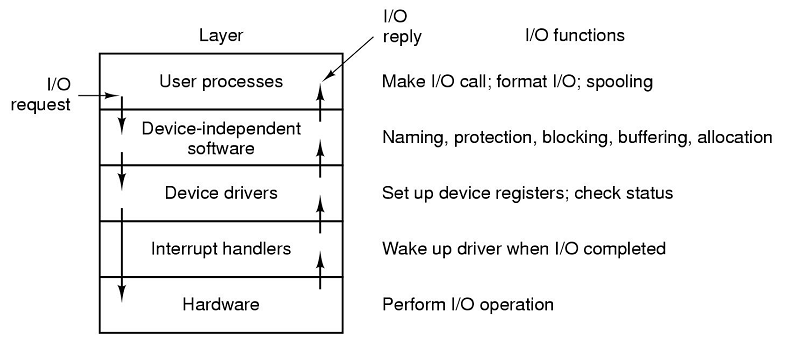 I/O
reply
Layer
I/O functions
I/O
request
User processes
Make I/O call; format I/O; spooling
Device-independent
software
Naming, protection, blocking, buffering, allocation
Device drivers
Set up device registers; check status
Interrupt handlers
Wake up driver when I/O completed
Hardware
Perform I/O operation